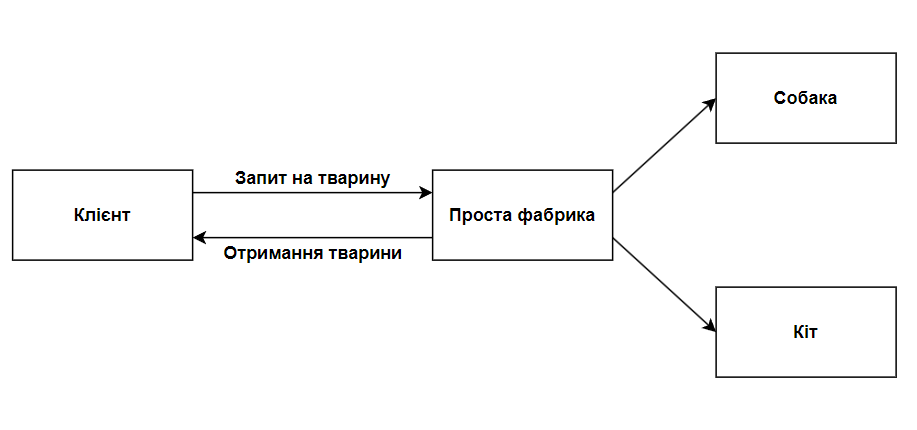 Клієнт
Запит на тварину
Отримання тварини
Проста фабрика
Собака
Кіт